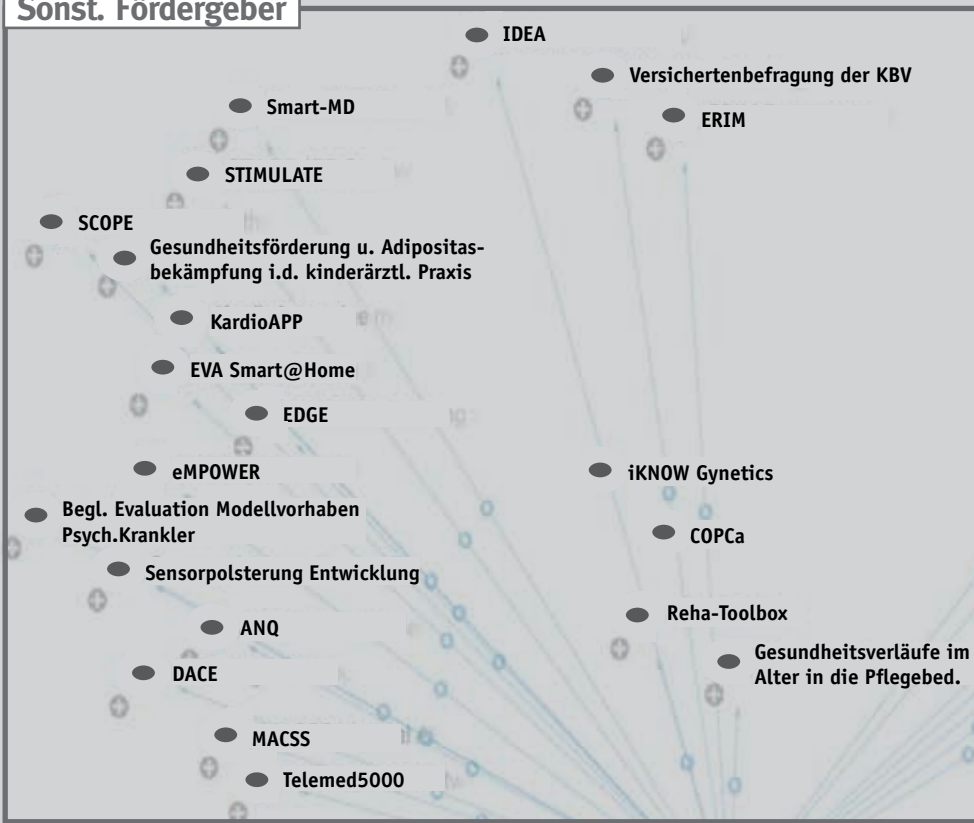 Sonst. Fördergeber
IDEA
Versichertenbefragung der KBV
Smart-MD
ERIM
STIMULATE
SCOPE
Gesundheitsförderung u. Adipositas-
bekämpfung i.d. kinderärztl. Praxis
KardioAPP
EVA Smart@Home
EDGE
eMPOWER
iKNOW Gynetics
Begl. Evaluation Modellvorhaben
Psych.Krankler
COPCa
Sensorpolsterung Entwicklung
Reha-Toolbox
ANQ
Gesundheitsverläufe im
Alter in die Pflegebed.
DACE
MACSS
Telemed5000